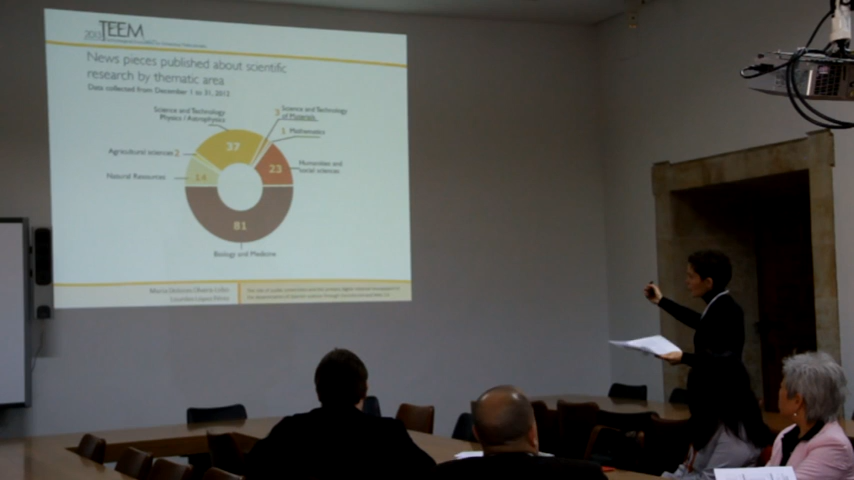 2013 TEEM
News pieces published about scientific
research by thematic area
Data collected from December 1 to 31, 2012
Science and Technology
Physics / Astrophysics
37
3 Science and Technology
of Materials
1 Mathematics
Agricultural sciences 2
Humanities and
social sciences
23
Natural Resources
14
81
Biology and Medicine